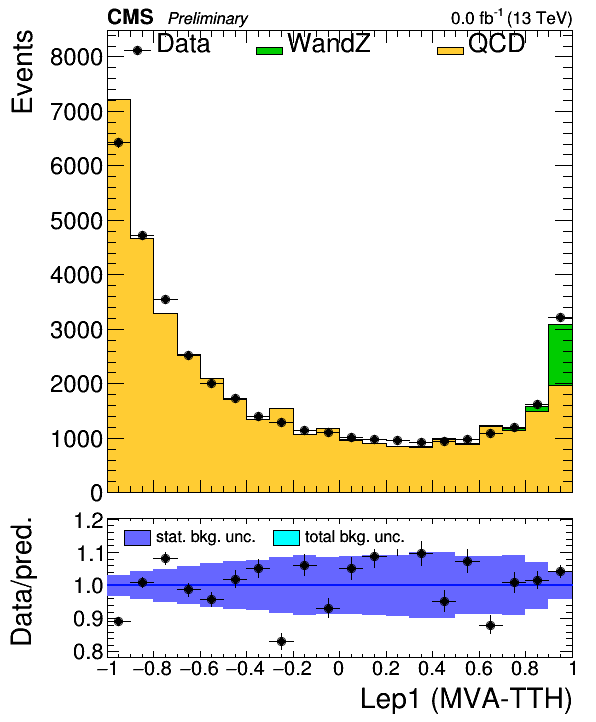 CMS Preliminary 0.0 fb⁻¹ (13 TeV)
Data WandZ QCD
Events
8000
7000
6000
5000
4000
3000
2000
1000
0
stat. bkg. unc. total bkg. unc.
Data/pred.
1.2
1.1
1.0
0.9
0.8
−1 −0.8 −0.6 −0.4 −0.2 0 0.2 0.4 0.6 0.8 1
Lep1 (MVA-TTH)